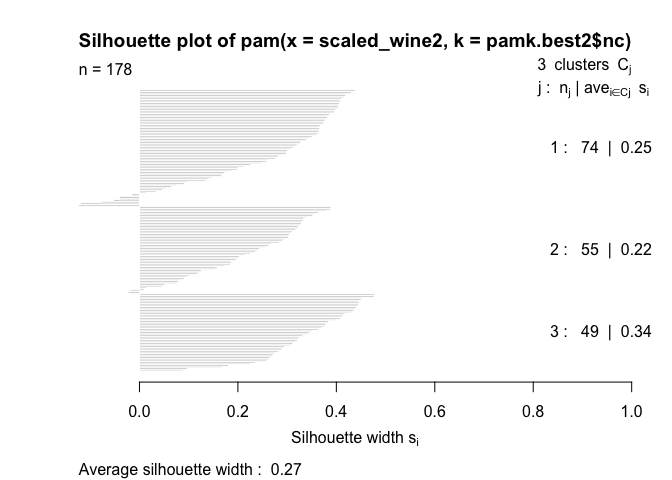 Silhouette plot of pam(x = scaled_wine2, k = pamk.best2$nc)
n = 178
3 clusters Cj
j : nj | avei∈Cj si
1 : 74 | 0.25
2 : 55 | 0.22
3 : 49 | 0.34
0.0 0.2 0.4 0.6 0.8 1.0
Silhouette width si
Average silhouette width : 0.27